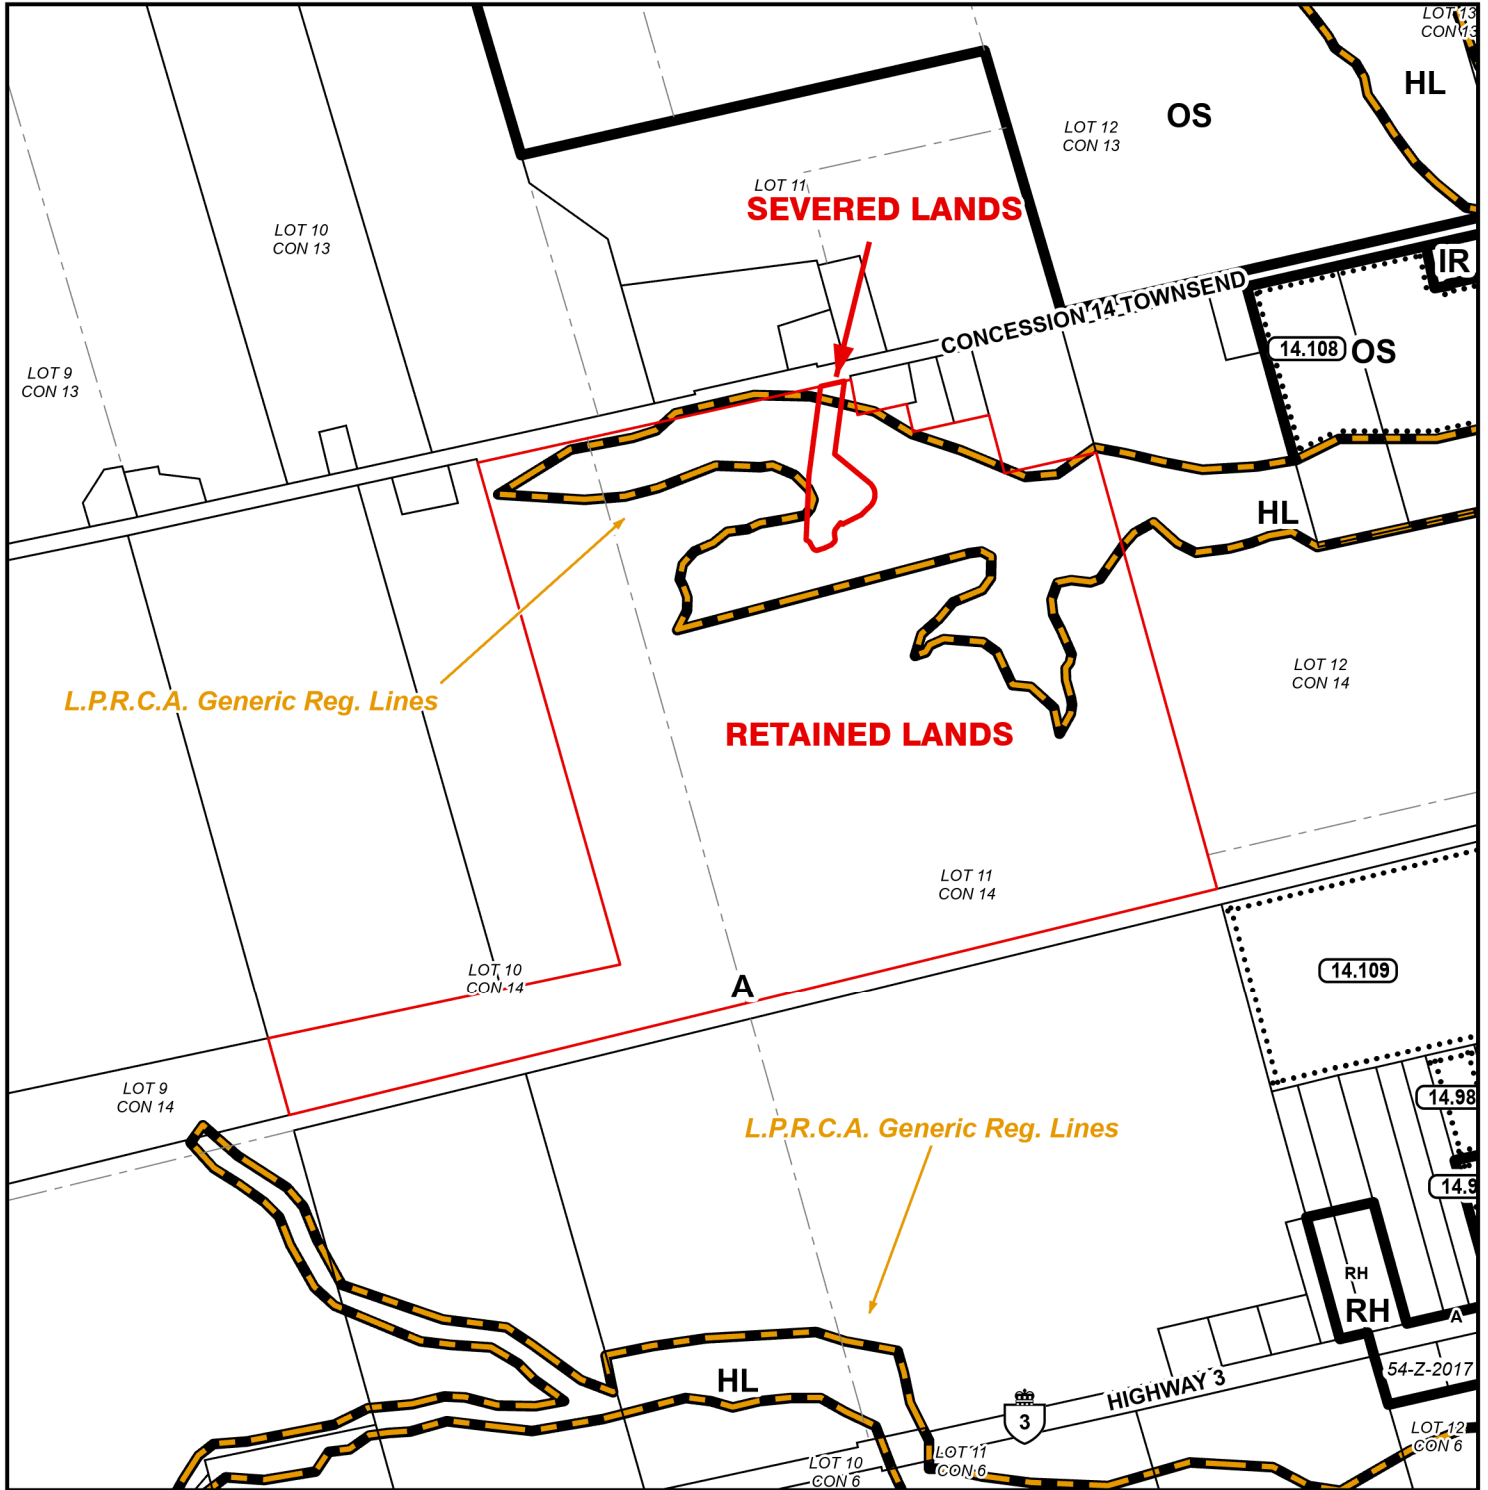 LOT 13
CON 13
HL
OS
LOT 12
CON 13
LOT 11
SEVERED LANDS
LOT 10
CON 13
IR
CONCESSION 14 TOWNSEND
14.108
OS
LOT 9
CON 13
HL
L.P.R.C.A. Generic Reg. Lines
RETAINED LANDS
LOT 12
CON 14
LOT 11
CON 14
LOT 10
CON 14
A
14.109
LOT 9
CON 14
14.98
L.P.R.C.A. Generic Reg. Lines
14.9
RH
RH
A
HL
HIGHWAY 3
54-Z-2017
3
LOT 12
CON 6
LOT 11
CON 6
LOT 10
CON 6